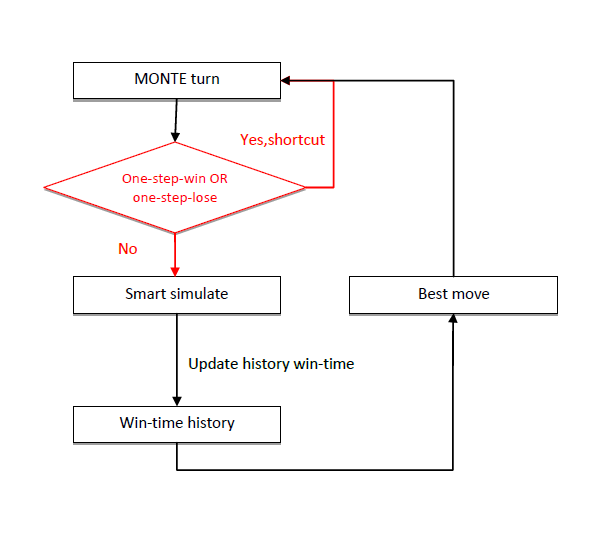 MONTE turn
Yes,shortcut
One-step-win OR
one-step-lose
No
Smart simulate
Best move
Update history win-time
Win-time history